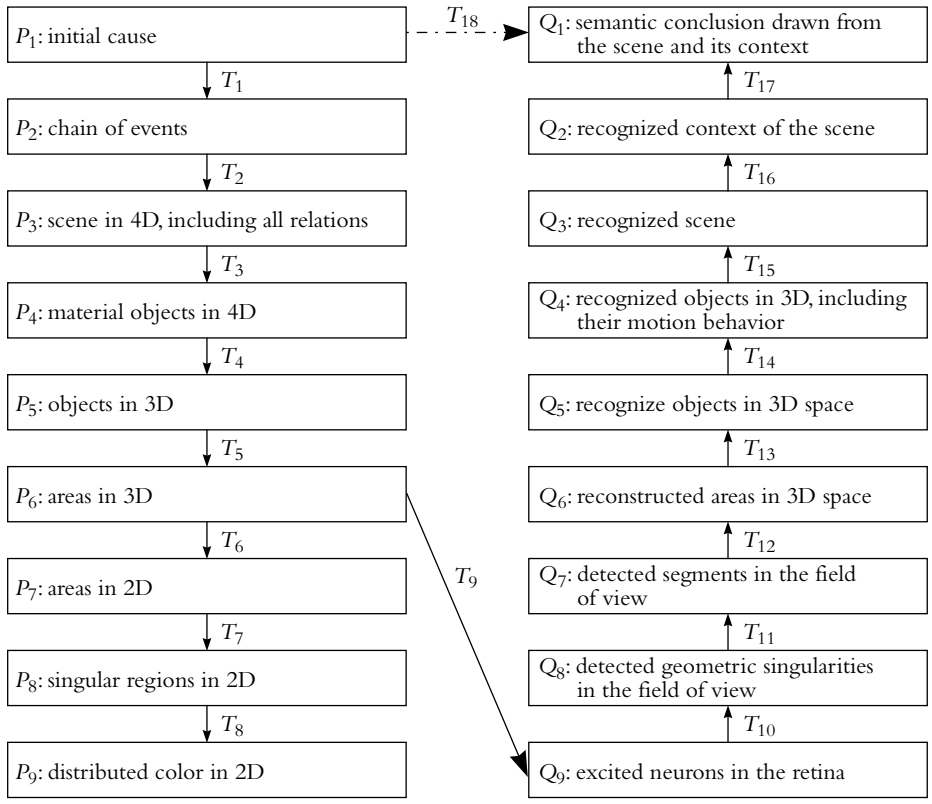 P1: initial cause
T1
P2: chain of events
T2
P3: scene in 4D, including all relations
T3
P4: material objects in 4D
T4
P5: objects in 3D
T5
P6: areas in 3D
T6
P7: areas in 2D
T7
P8: singular regions in 2D
T8
P9: distributed color in 2D
T18
T9
Q1: semantic conclusion drawn from
the scene and its context
T17
Q2: recognized context of the scene
T16
Q3: recognized scene
T15
Q4: recognized objects in 3D, including
their motion behavior
T14
Q5: recognize objects in 3D space
T13
Q6: reconstructed areas in 3D space
T12
Q7: detected segments in the field
of view
T11
Q8: detected geometric singularities
in the field of view
T10
Q9: excited neurons in the retina